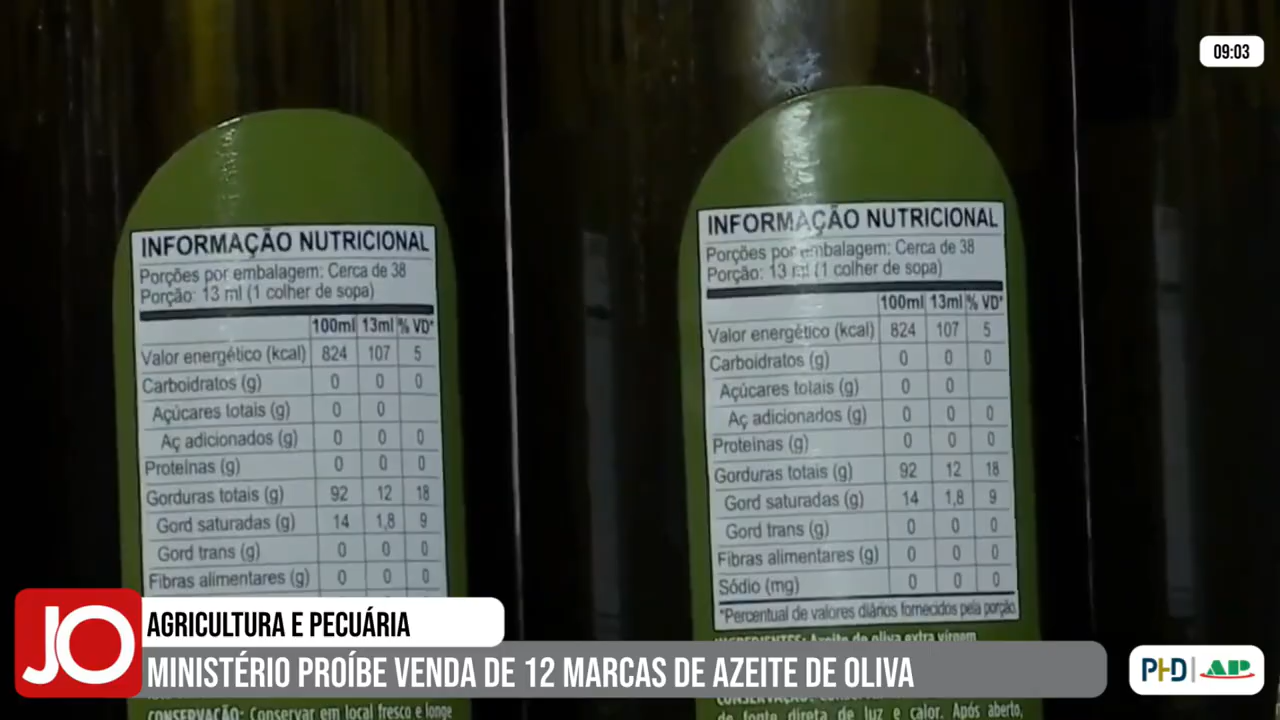 09:03
INFORMAÇÃO NUTRICIONAL
Porções por embalagem: Cerca de 38
Porção: 13 ml (1 colher de sopa)
100ml 13ml % VD*
Valor energético (kcal) 824 107 5
Carboidratos (g) 0 0 0
Açúcares totais (g) 0 0
Aç adicionados (g) 0 0 0
Proteínas (g) 0 0 0
Gorduras totais (g) 92 12 18
Gord saturadas (g) 14 1,8 9
Gord trans (g) 0 0 0
Fibras alimentares (g) 0 0 0
CONSERVAÇÃO: Conservar em local fresco e longe
INFORMAÇÃO NUTRICIONAL
Porções por embalagem: Cerca de 38
Porção: 13 ml (1 colher de sopa)
100ml 13ml % VD*
Valor energético (kcal) 824 107 5
Carboidratos (g) 0 0 0
Açúcares totais (g) 0 0
Aç adicionados (g) 0 0 0
Proteínas (g) 0 0 0
Gorduras totais (g) 92 12 18
Gord saturadas (g) 14 1,8 9
Gord trans (g) 0 0 0
Fibras alimentares (g) 0 0 0
Sódio (mg) 0 0 0
*Percentual de valores diários fornecidos pela porção.
INGREDIENTES: Azeite de oliva extra virgem
de fonte direta de luz e calor. Após aberto,
JO
AGRICULTURA E PECUÁRIA
MINISTÉRIO PROÍBE VENDA DE 12 MARCAS DE AZEITE DE OLIVA
PHD | AP